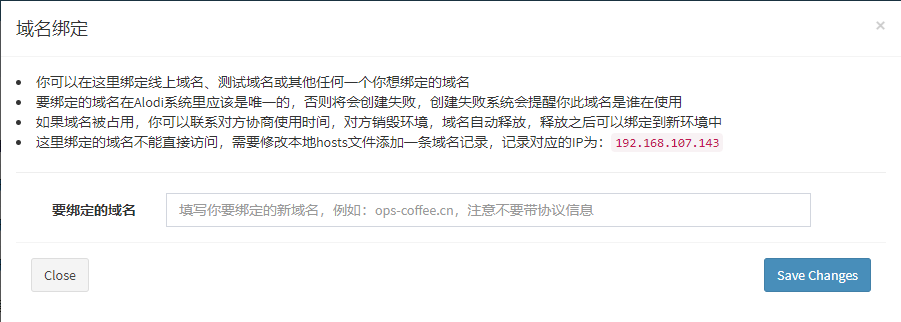 域名绑定
×
你可以在这里绑定线上域名、测试域名或其他任何一个你想绑定的域名
要绑定的域名在Alodi系统里应该是唯一的，否则将会创建失败，创建失败系统会提醒你此域名是谁在使用
如果域名被占用，你可以联系对方协商使用时间，对方销毁环境，域名自动释放，释放之后可以绑定到新环境中
这里绑定的域名不能直接访问，需要修改本地hosts文件添加一条域名记录，记录对应的IP为：192.168.107.143
要绑定的域名 填写你要绑定的新域名，例如：ops-coffee.cn，注意不要带协议信息
Close Save Changes